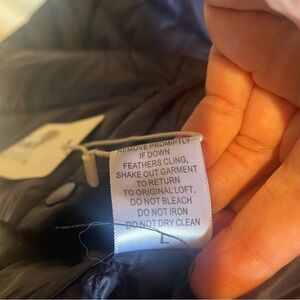 REMOVE PROMPTLY
IF DOWN
FEATHERS CLING,
SHAKE OUT GARMENT
TO RETURN
TO ORIGINAL LOFT.
DO NOT BLEACH
DO NOT IRON
DO NOT DRY CLEAN
L